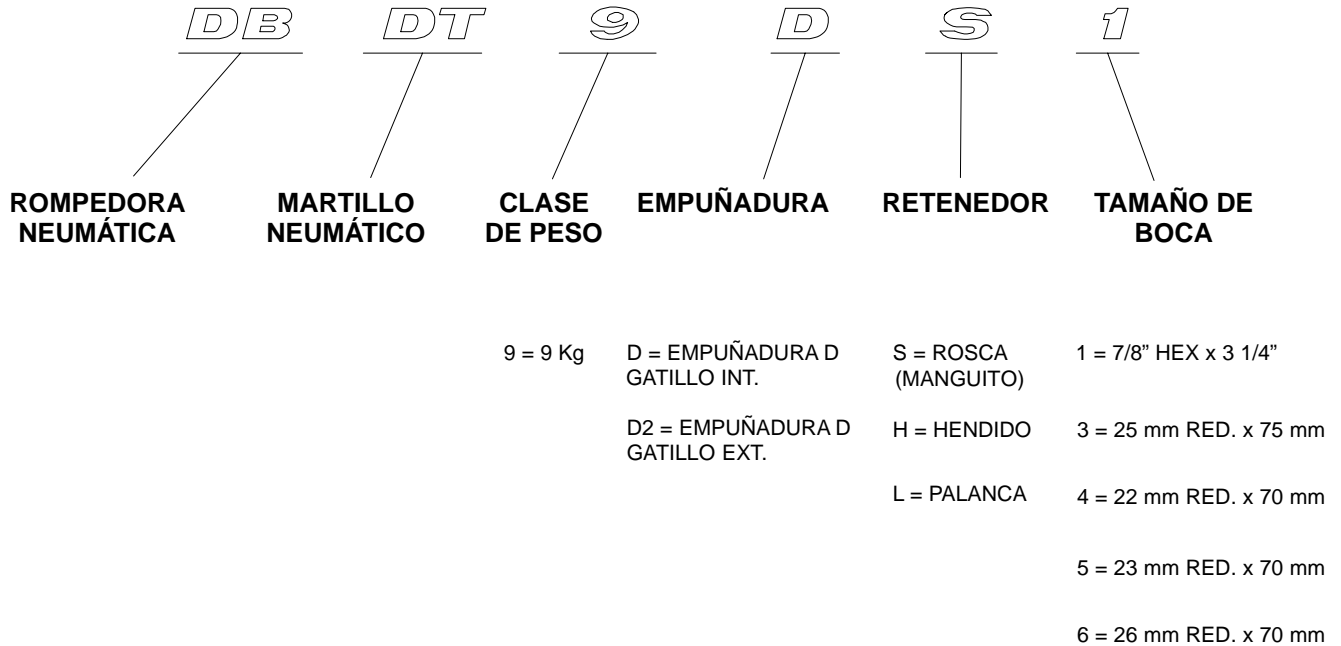 DB DT 9 D S 1
ROMPEDORA
NEUMÁTICA
MARTILLO
NEUMÁTICO
CLASE
DE PESO
EMPUÑADURA
RETENEDOR
TAMAÑO DE
BOCA
9 = 9 Kg
D = EMPUÑADURA D
GATILLO INT.
D2 = EMPUÑADURA D
GATILLO EXT.
S = ROSCA
(MANGUITO)
H = HENDIDO
L = PALANCA
1 = 7/8” HEX x 3 1/4”
3 = 25 mm RED. x 75 mm
4 = 22 mm RED. x 70 mm
5 = 23 mm RED. x 70 mm
6 = 26 mm RED. x 70 mm